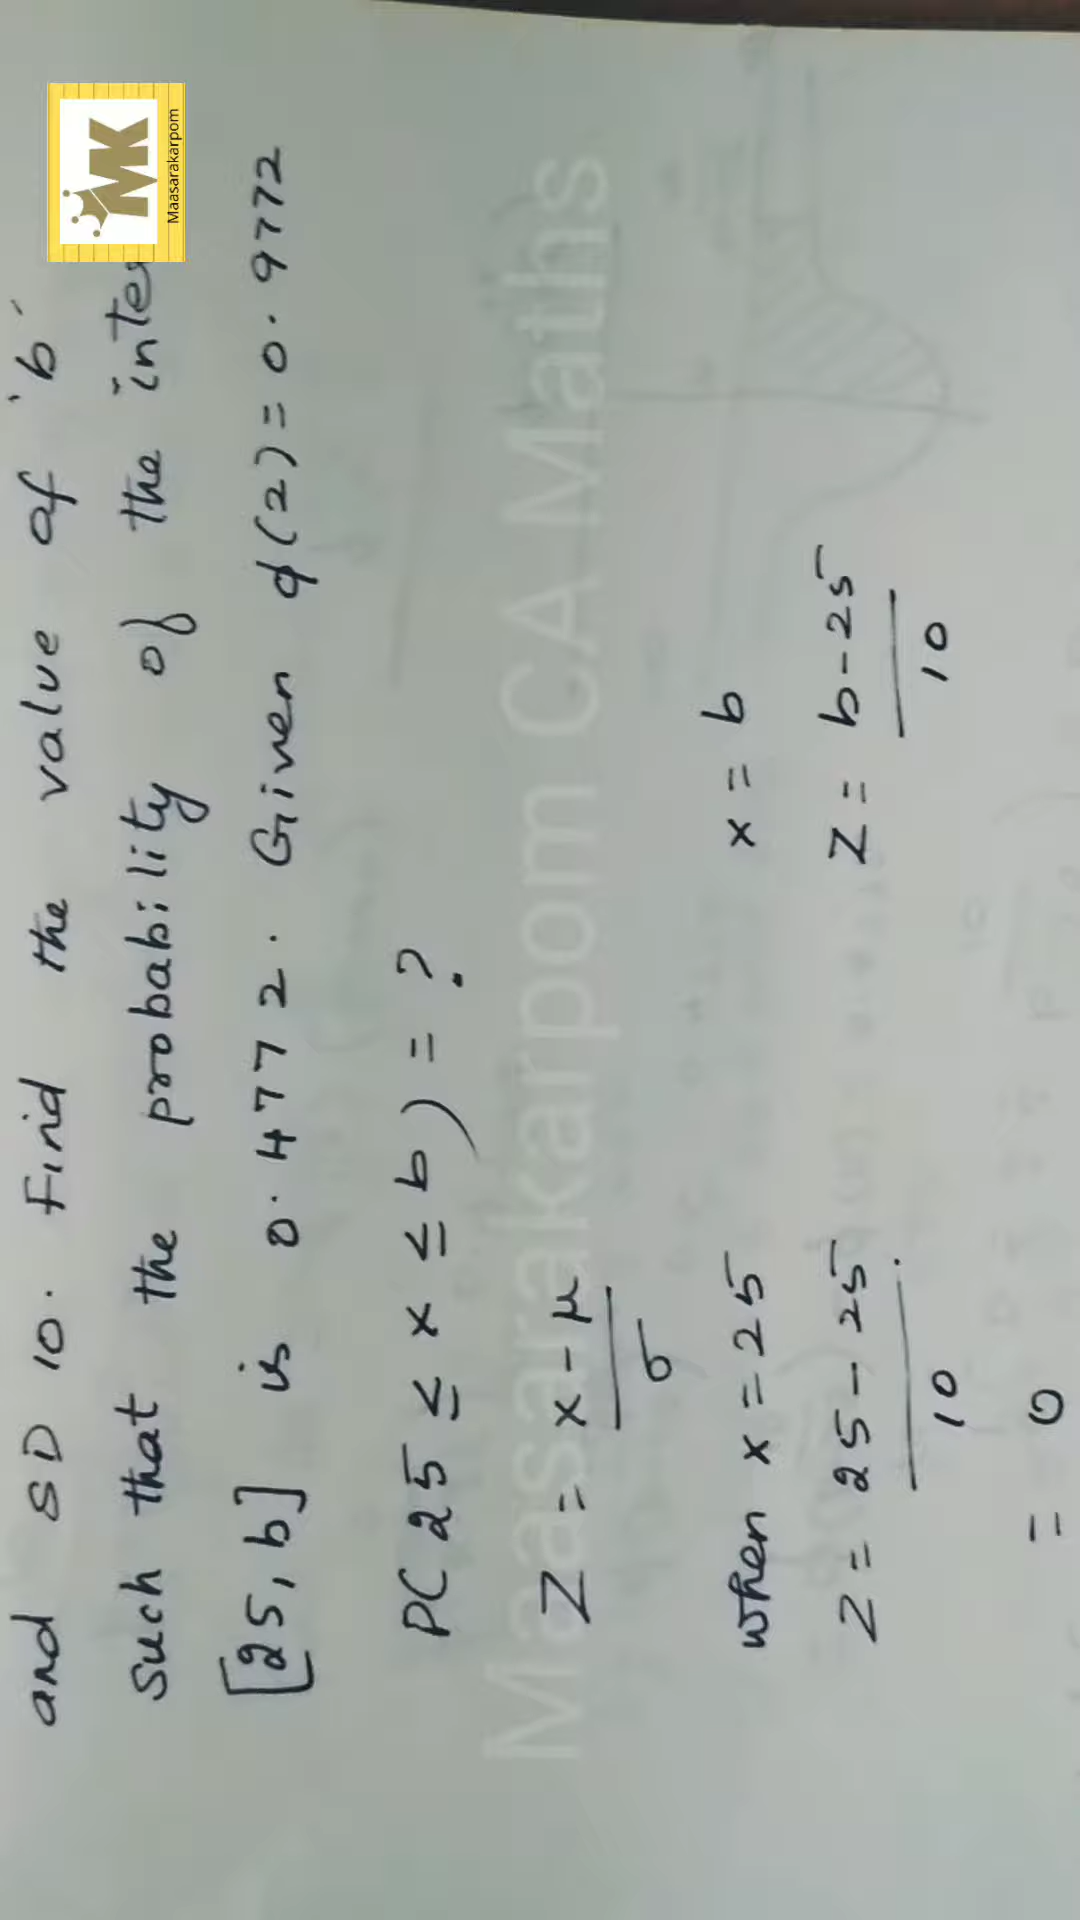 and SD 10. Find the value of 'b'
Such that the probability of the
[25, b] is 0.4772. Given φ(2) = 0.9772
P(25 ≤ x ≤ b) = ?
Z = x - μ
σ
when x = 25 x = b
Z = 25 - 25 Z = b - 25
10 10
= 0
Maasarakarpom CA Maths
MK
Maasarakarpom